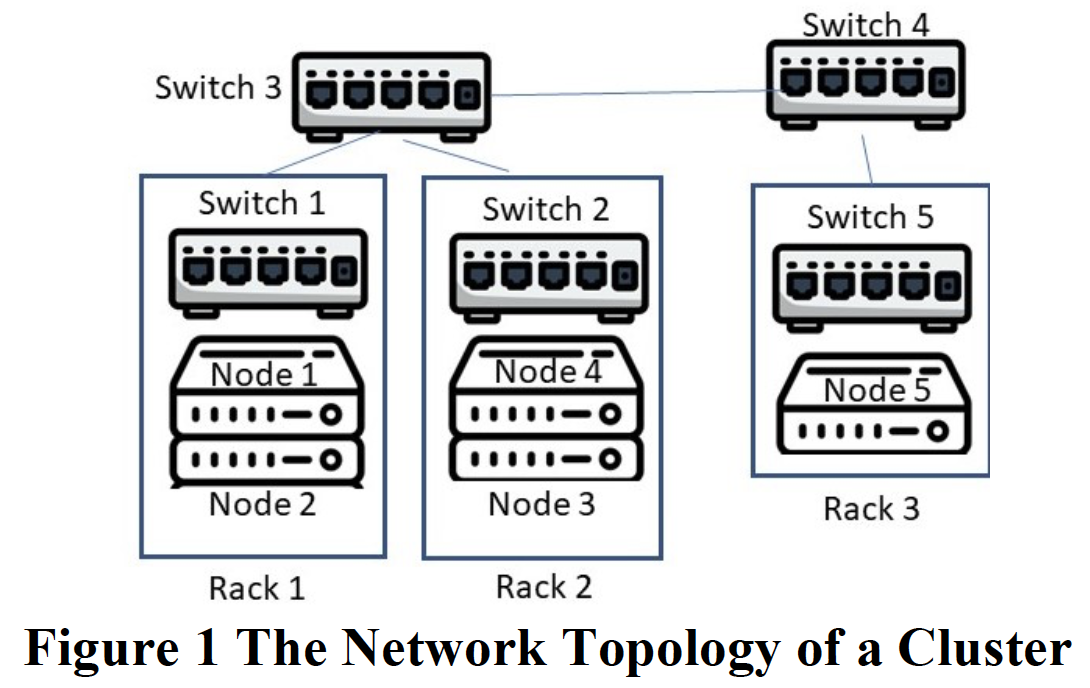 Switch 4
Switch 3
Switch 1
Switch 2
Switch 5
Node 1
Node 4
Node 5
Node 2
Node 3
Rack 3
Rack 1
Rack 2
Figure 1 The Network Topology of a Cluster